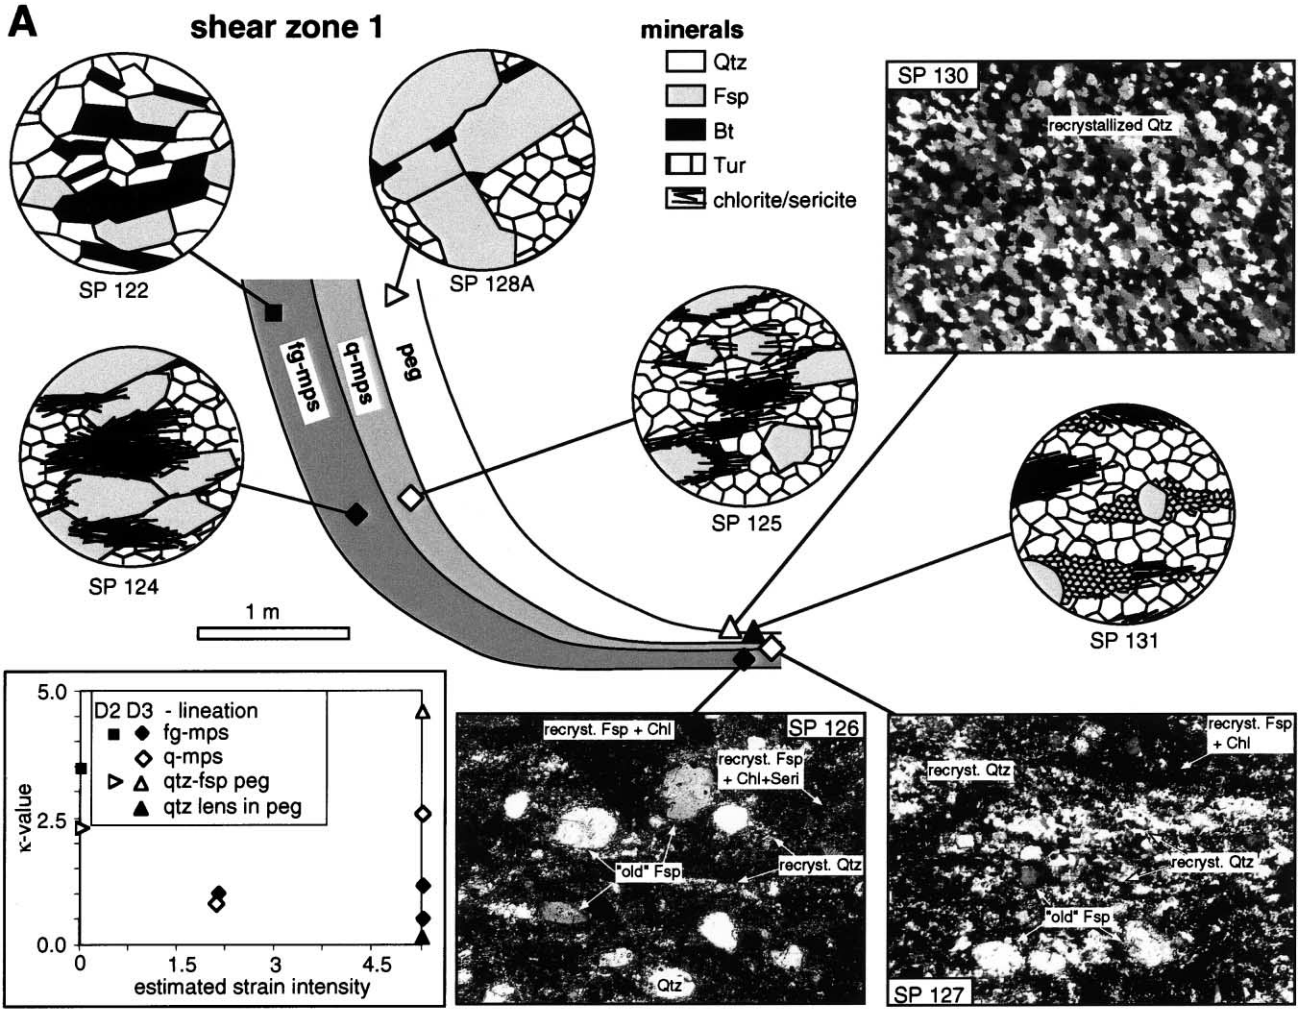 A
shear zone 1
minerals
Qtz
Fsp
Bt
Tur
chlorite/sericite
SP 130
recrystallized Qtz
SP 122
SP 128A
fg-mps
q-mps
peg
SP 125
SP 124
1 m
SP 131
5.0
2.5
0.0
κ-value
D2 D3 - lineation
fg-mps
q-mps
qtz-fsp peg
qtz lens in peg
0
1.5
3
4.5
estimated strain intensity
recryst. Fsp + Chl
SP 126
recryst. Fsp
+ Chl+Seri
"old" Fsp
recryst. Qtz
Qtz
recryst. Fsp
+ Chl
recryst. Qtz
recryst. Qtz
"old" Fsp
SP 127